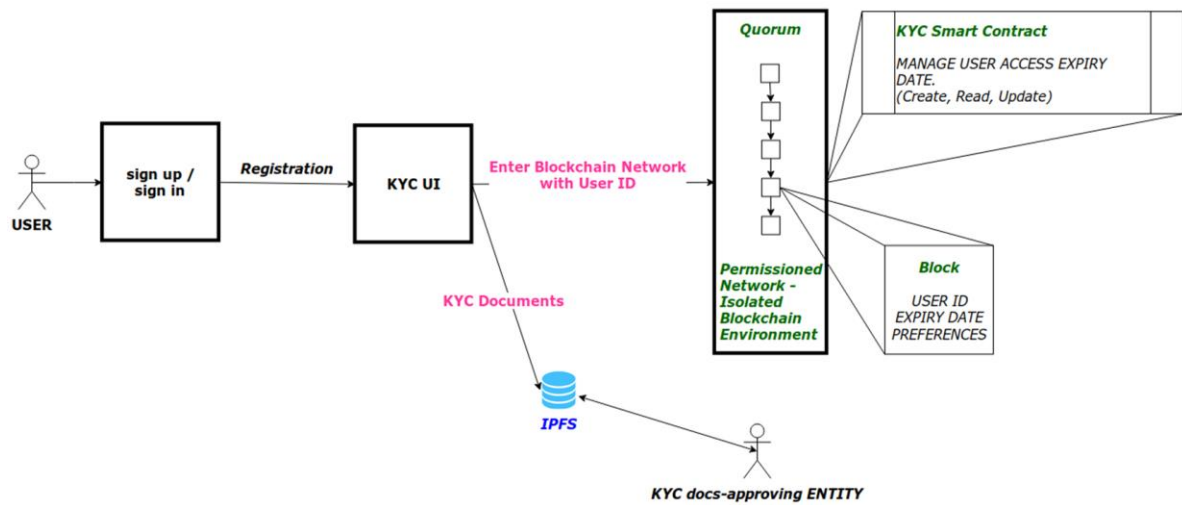 USER
sign up /
sign in
Registration
KYC UI
Enter Blockchain Network
with User ID
KYC Documents
IPFS
KYC docs-approving ENTITY
Quorum
Permissioned
Network -
Isolated
Blockchain
Environment
KYC Smart Contract
MANAGE USER ACCESS EXPIRY
DATE.
(Create, Read, Update)
Block
USER ID
EXPIRY DATE
PREFERENCES